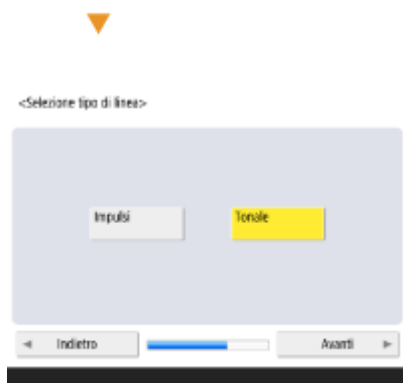 <Selezione tipo di linea>
Impulsi Tonale
Indietro Avanti